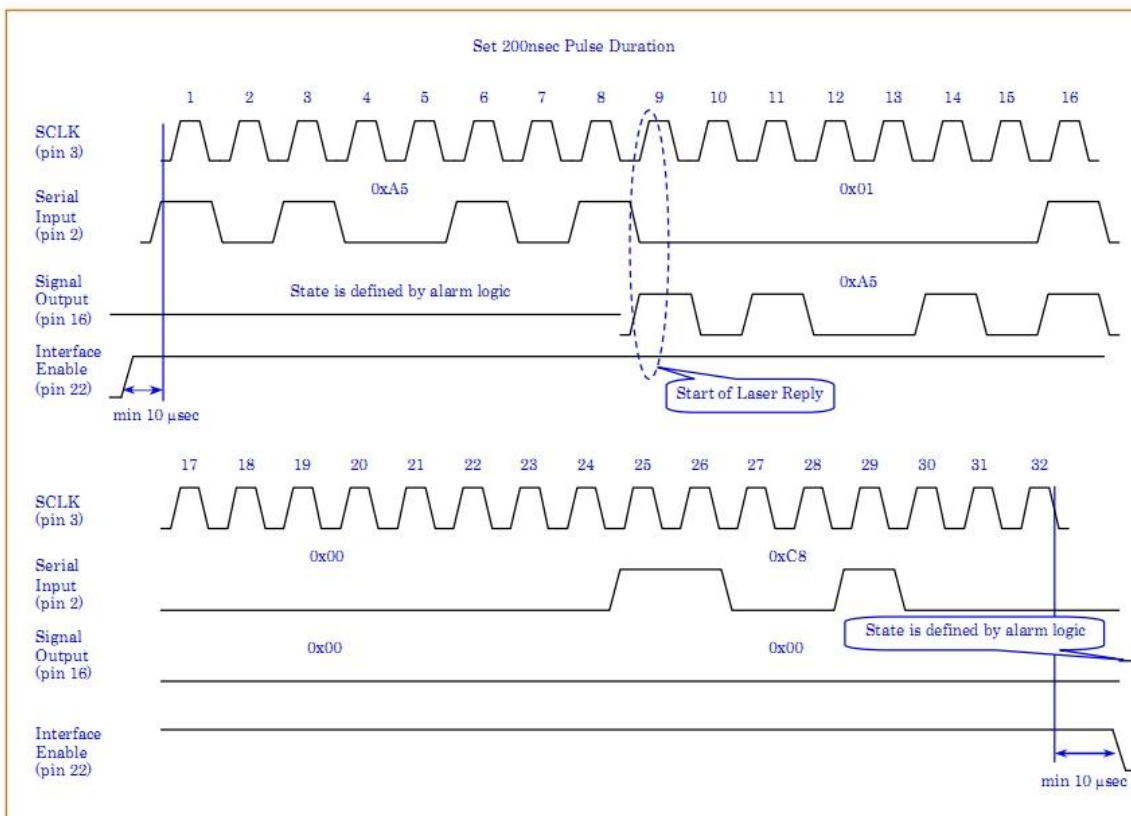 Set 200nsec Pulse Duration
1 2 3 4 5 6 7 8 9 10 11 12 13 14 15 16
SCLK
(pin 3)
0xA5 0x01
Serial
Input
(pin 2)
Signal
Output
(pin 16)
State is defined by alarm logic
0xA5
Interface
Enable
(pin 22)
Start of Laser Reply
min 10 μsec
17 18 19 20 21 22 23 24 25 26 27 28 29 30 31 32
SCLK
(pin 3)
0x00 0xC8
Serial
Input
(pin 2)
State is defined by alarm logic
Signal
Output
(pin 16)
0x00 0x00
Interface
Enable
(pin 22)
min 10 μsec